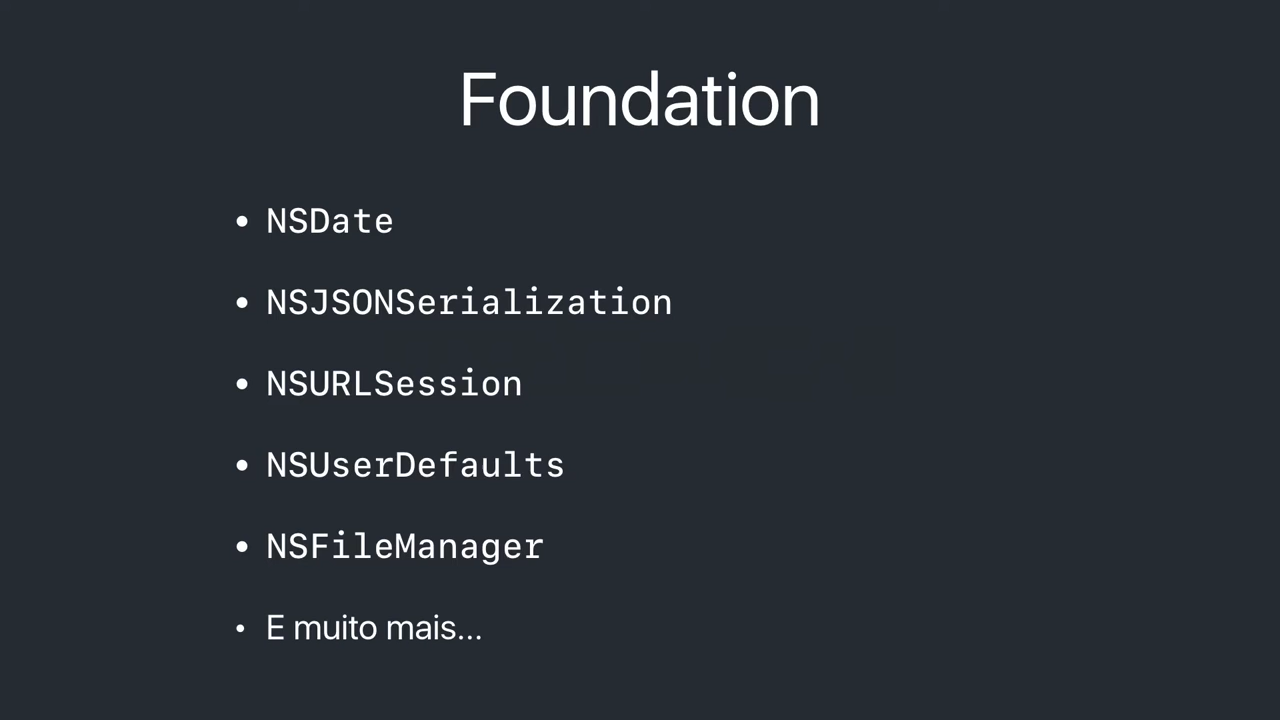 Foundation
• NSDate
• NSJSONSerialization
• NSURLSession
• NSUserDefaults
• NSFileManager
• E muito mais...